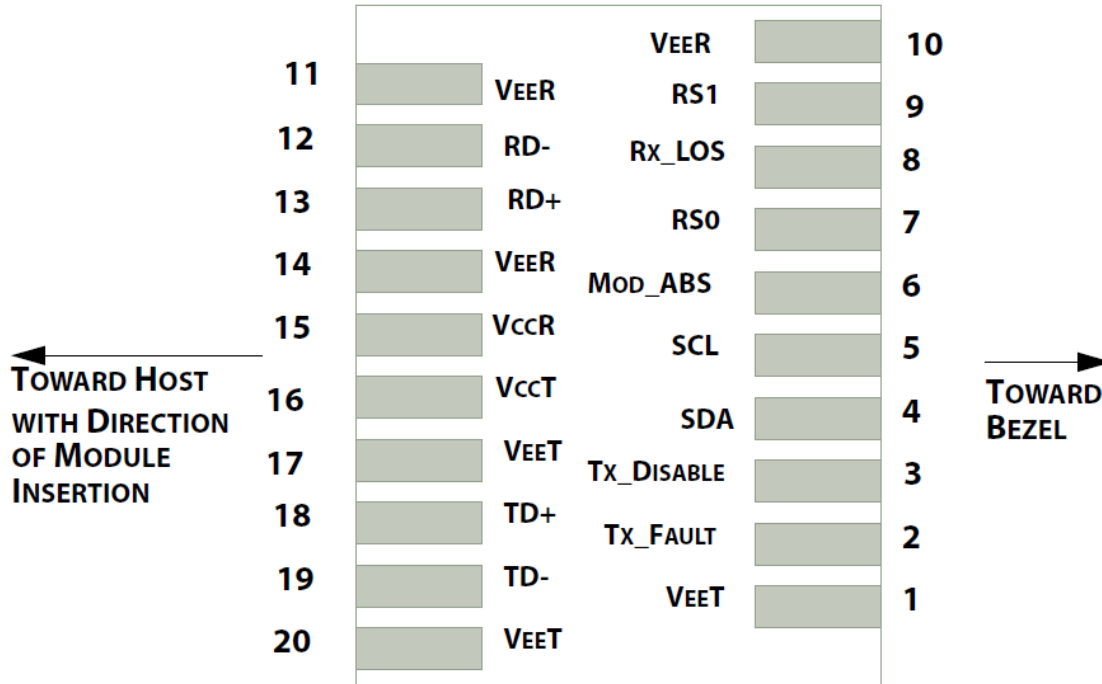 VEER 10
11 VEER
RS1 9
12 RD-
RX_LOS 8
13 RD+
RS0 7
14 VEER
MOD_ABS 6
15 VCCR
SCL 5
TOWARD HOST
WITH DIRECTION
OF MODULE
INSERTION
TOWARD
BEZEL
16 VCCT
SDA 4
17 VEET
TX_DISABLE 3
18 TD+
TX_FAULT 2
19 TD-
VEET 1
20 VEET